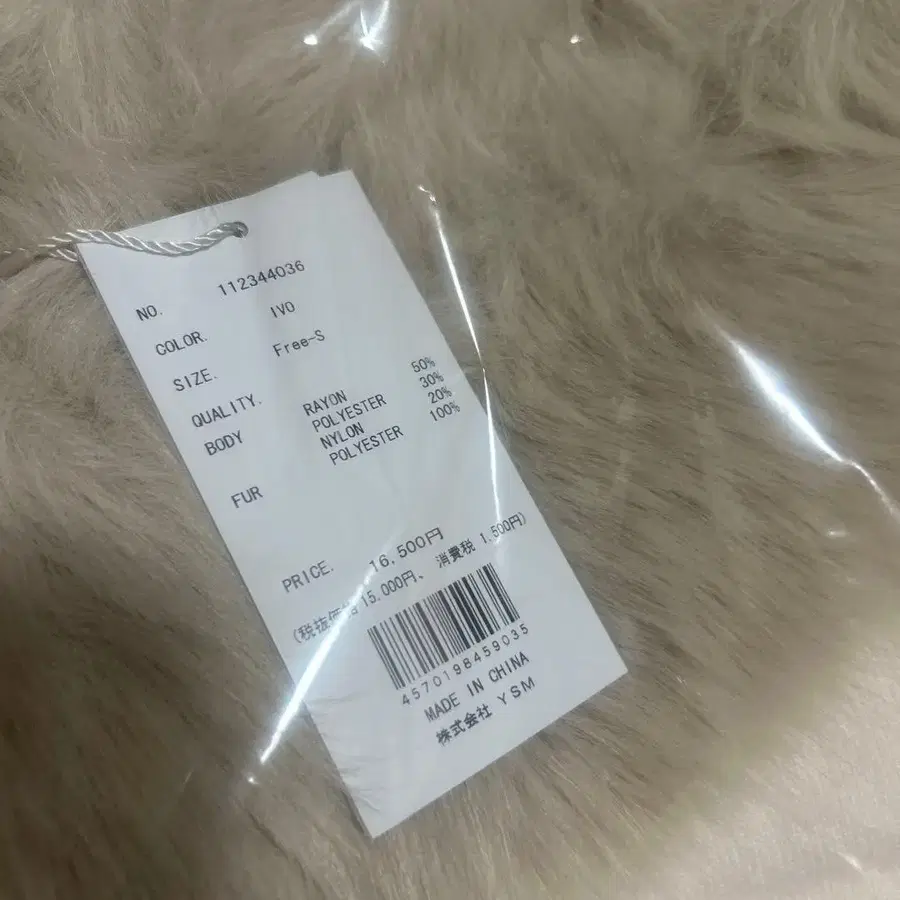 NO. 112344036
COLOR. IVO
SIZE. Free-S
QUALITY.
BODY RAYON 50%
POLYESTER 30%
NYLON 20%
FUR POLYESTER 100%
PRICE. 16,500円
(税抜価格15,000円、 消費税 1,500円)
4570198459035
MADE IN CHINA
株式会社 YSM